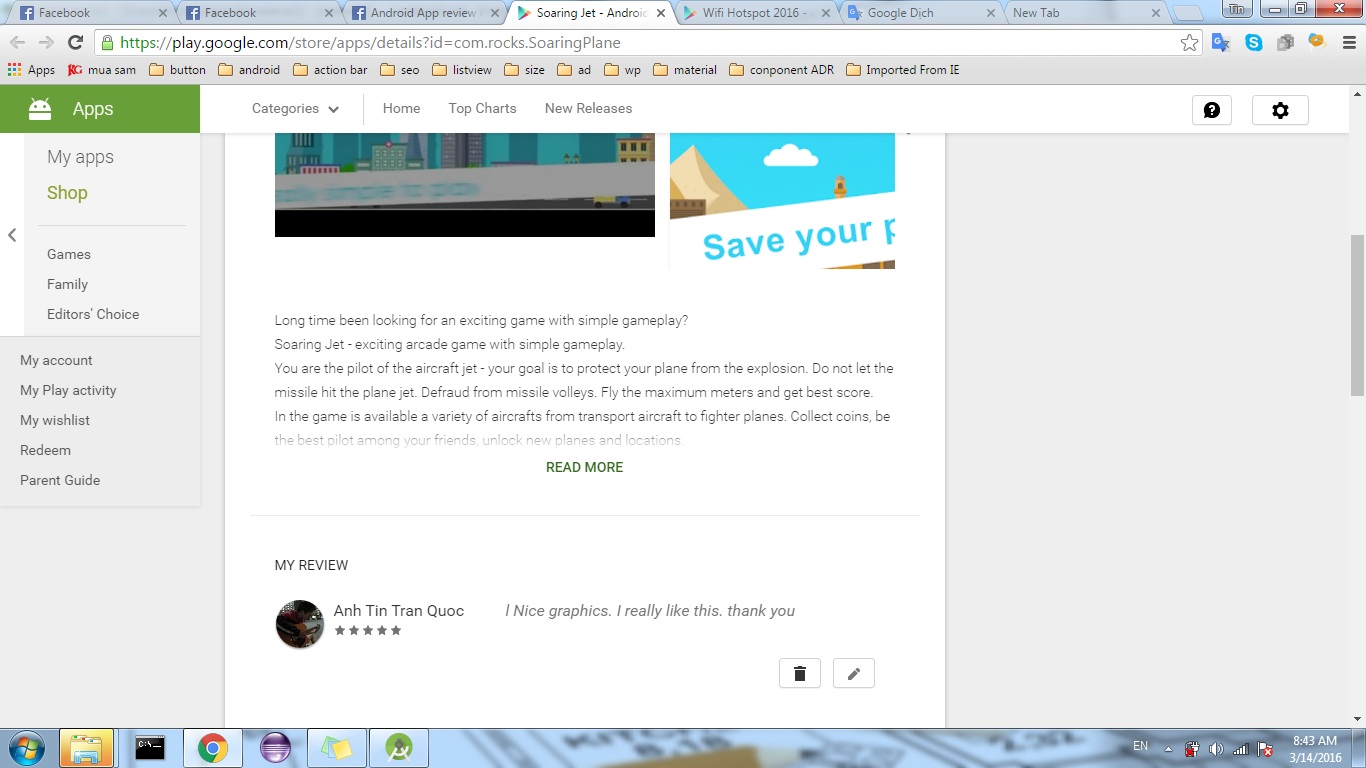 Facebook
Facebook
Android App review
Soaring Jet - Android
Wifi Hotspot 2016 -
Google Dịch
New Tab
Tin
https://play.google.com/store/apps/details?id=com.rocks.SoaringPlane
Apps
mua sam
button
android
action bar
seo
listview
size
ad
wp
material
conponent ADR
Imported From IE
Apps
Categories
Home
Top Charts
New Releases
My apps
Shop
Games
Family
Editors' Choice
My account
My Play activity
My wishlist
Redeem
Parent Guide
simple to
Save your p
Long time been looking for an exciting game with simple gameplay?
Soaring Jet - exciting arcade game with simple gameplay.
You are the pilot of the aircraft jet - your goal is to protect your plane from the explosion. Do not let the
missile hit the plane jet. Defraud from missile volleys. Fly the maximum meters and get best score.
In the game is available a variety of aircrafts from transport aircraft to fighter planes. Collect coins, be
the best pilot among your friends, unlock new planes and locations.
READ MORE
MY REVIEW
Anh Tin Tran Quoc
l Nice graphics. I really like this. thank you
C:\_
EN
8:43 AM
3/14/2016